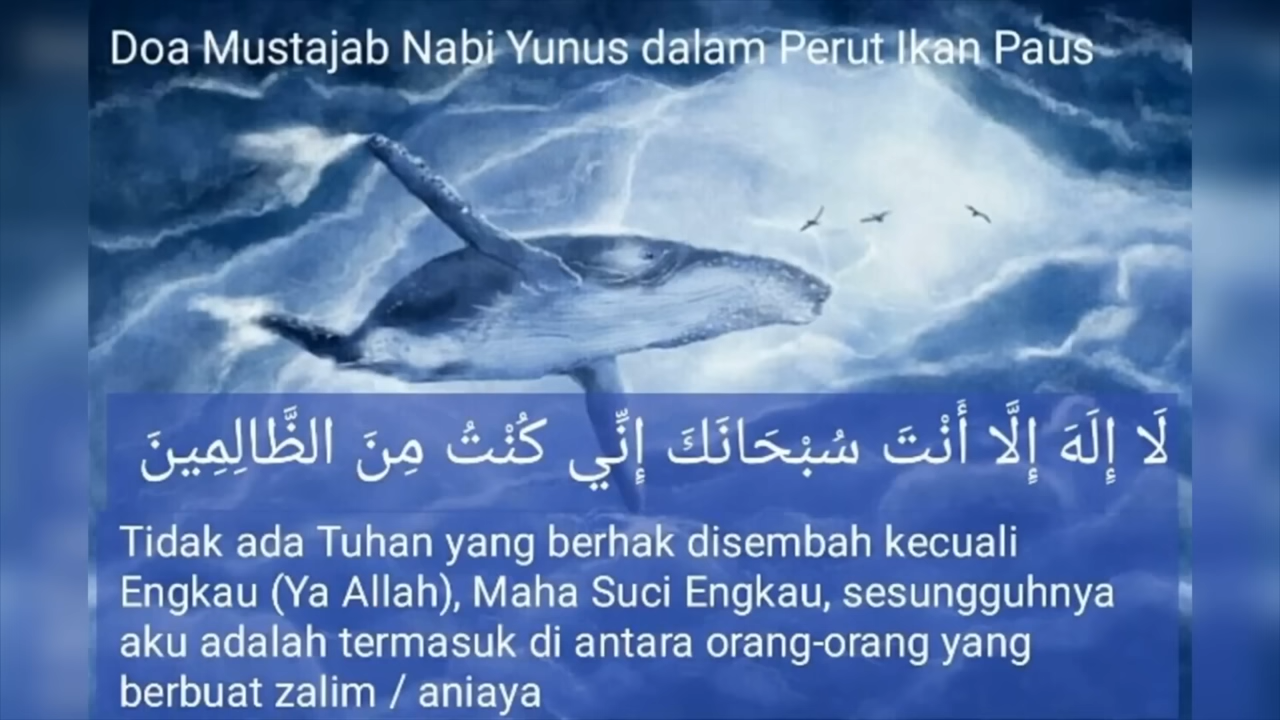 Doa Mustajab Nabi Yunus dalam Perut Ikan Paus
لَا إِلَهَ إِلَّا أَنْتَ سُبْحَانَكَ إِنِّي كُنْتُ مِنَ الظَّالِمِينَ
Tidak ada Tuhan yang berhak disembah kecuali
Engkau (Ya Allah), Maha Suci Engkau, sesungguhnya
aku adalah termasuk di antara orang-orang yang
berbuat zalim / aniaya